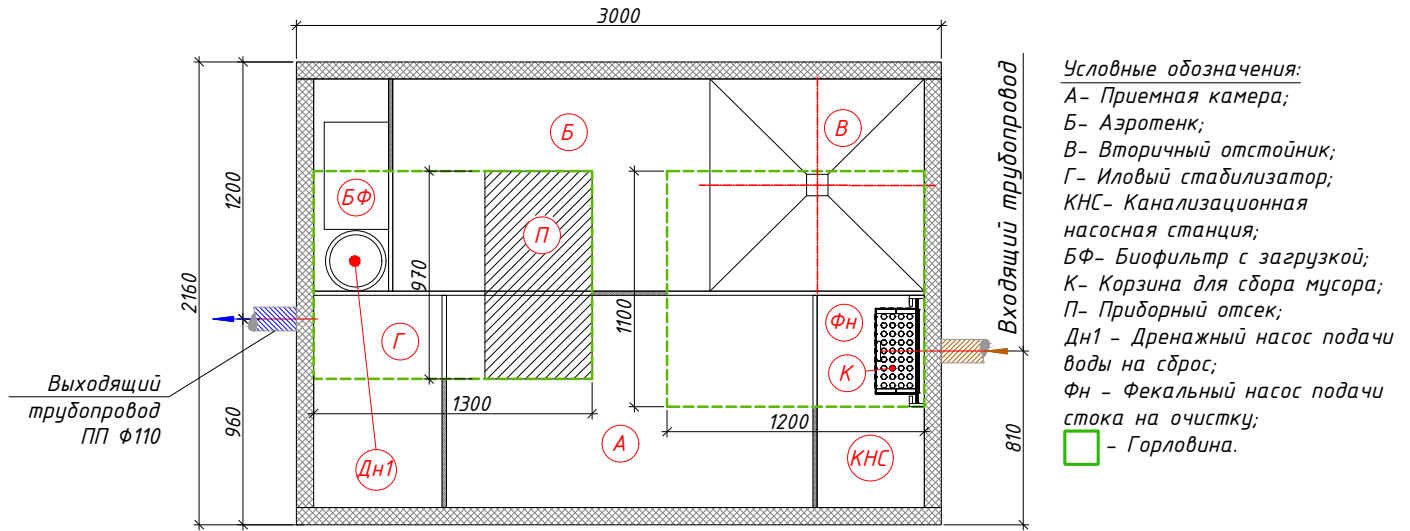 3000
Входящий трубопровод
Условные обозначения:
А- Приемная камера;
Б- Аэротенк;
В- Вторичный отстойник;
Г- Иловый стабилизатор;
КНС- Канализационная
насосная станция;
БФ- Биофильтр с загрузкой;
К- Корзина для сбора мусора;
П- Приборный отсек;
Дн1 - Дренажный насос подачи
воды на сброс;
Фн - Фекальный насос подачи
стока на очистку;
- Горловина.
Б
В
1200
БФ
П
970
2160
1100
Фн
Г
К
Выходящий
трубопровод
ПП Ф110
1300
960
А
1200
810
Дн1
КНС